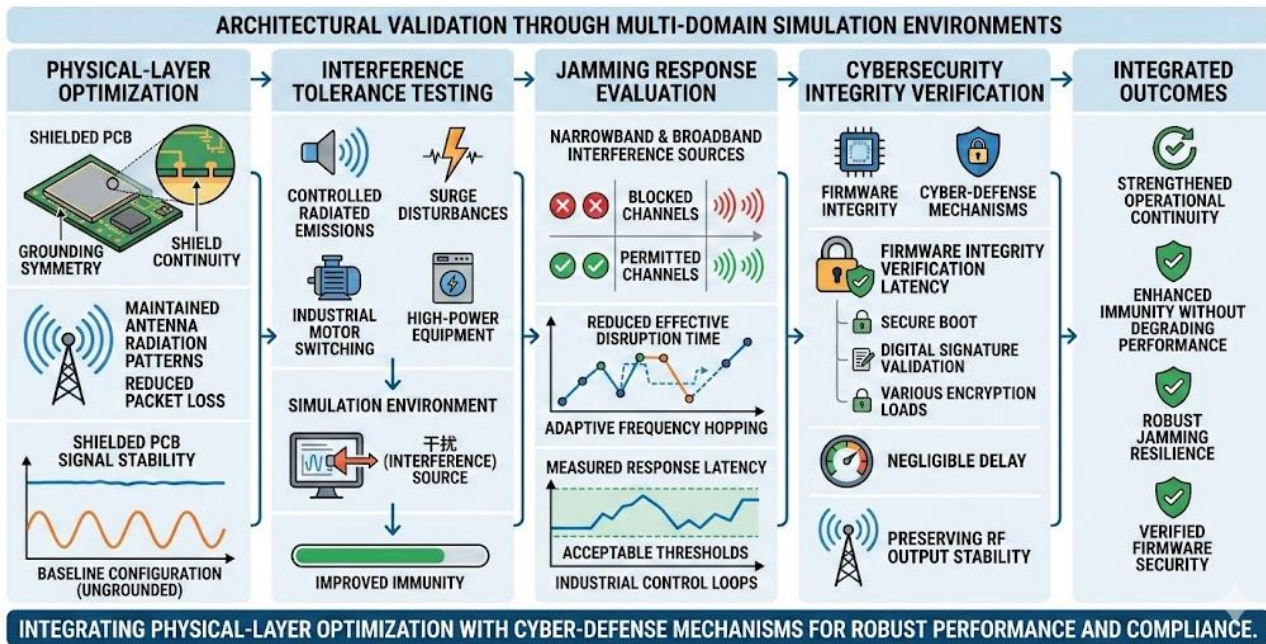 ARCHITECTURAL VALIDATION THROUGH MULTI-DOMAIN SIMULATION ENVIRONMENTS
PHYSICAL-LAYER
OPTIMIZATION
SHIELDED PCB
GROUNDING
SYMMETRY
SHIELD
CONTINUITY
MAINTAINED
ANTENNA
RADIATION
PATTERNS
REDUCED
PACKET LOSS
SHIELDED PCB
SIGNAL STABILITY
BASELINE CONFIGURATION
(UNGROUNDED)
INTERFERENCE
TOLERANCE TESTING
CONTROLLED
RADIATED
EMISSIONS
SURGE
DISTURBANCES
INDUSTRIAL
MOTOR
SWITCHING
HIGH-POWER
EQUIPMENT
SIMULATION ENVIRONMENT
干扰
(INTERFERENCE)
SOURCE
IMPROVED IMMUNITY
JAMMING RESPONSE
EVALUATION
NARROWBAND & BROADBAND
INTERFERENCE SOURCES
BLOCKED
CHANNELS
PERMITTED
CHANNELS
REDUCED EFFECTIVE
DISRUPTION TIME
ADAPTIVE FREQUENCY HOPPING
MEASURED RESPONSE LATENCY
ACCEPTABLE THRESHOLDS
INDUSTRIAL CONTROL LOOPS
CYBERSECURITY
INTEGRITY VERIFICATION
FIRMWARE
INTEGRITY
CYBER-DEFENSE
MECHANISMS
FIRMWARE INTEGRITY
VERIFICATION
LATENCY
SECURE BOOT
DIGITAL SIGNATURE
VALIDATION
VARIOUS ENCRYPTION
LOADS
NEGLIGIBLE DELAY
PRESERVING RF
OUTPUT STABILITY
INTEGRATED
OUTCOMES
STRENGTHENED
OPERATIONAL
CONTINUITY
ENHANCED
IMMUNITY WITHOUT
DEGRADING
PERFORMANCE
ROBUST
JAMMING
RESILIENCE
VERIFIED
FIRMWARE
SECURITY
INTEGRATING PHYSICAL-LAYER OPTIMIZATION WITH CYBER-DEFENSE MECHANISMS FOR ROBUST PERFORMANCE AND COMPLIANCE.